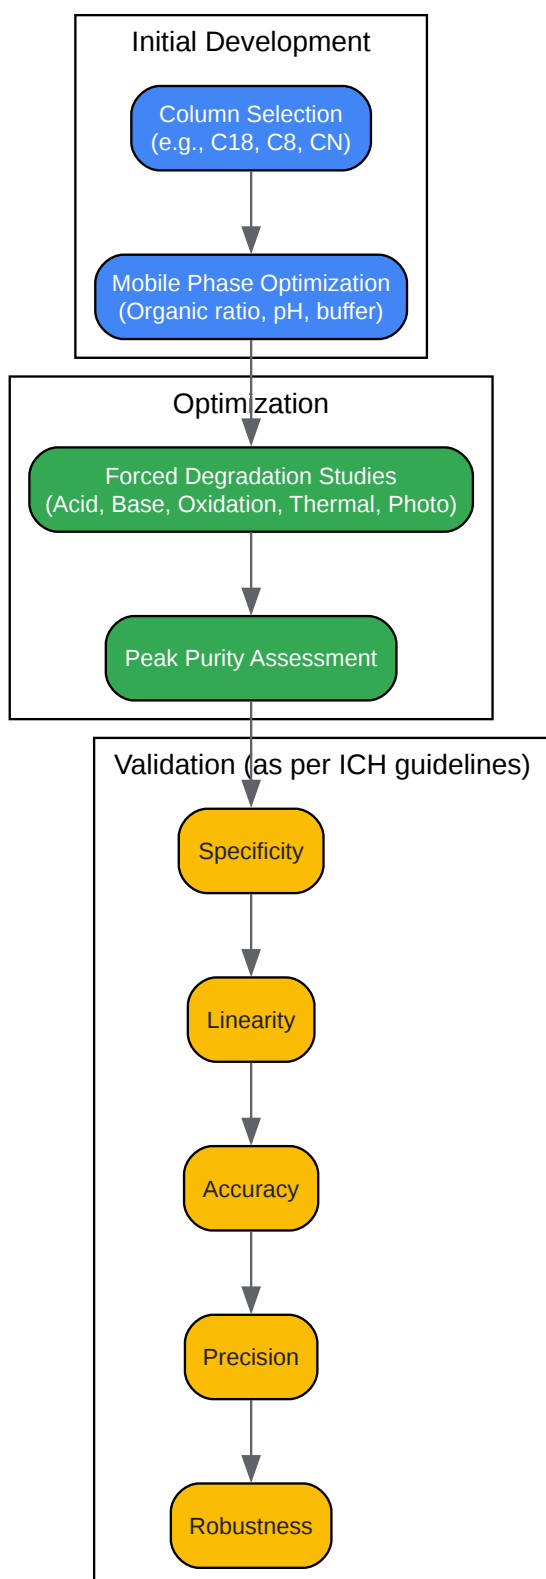 Initial Development
Column Selection
(e.g., C18, C8, CN)
Mobile Phase Optimization
(Organic ratio, pH, buffer)
Optimization
Forced Degradation Studies
(Acid, Base, Oxidation, Thermal, Photo)
Peak Purity Assessment
Validation (as per ICH guidelines)
Specificity
Linearity
Accuracy
Precision
Robustness